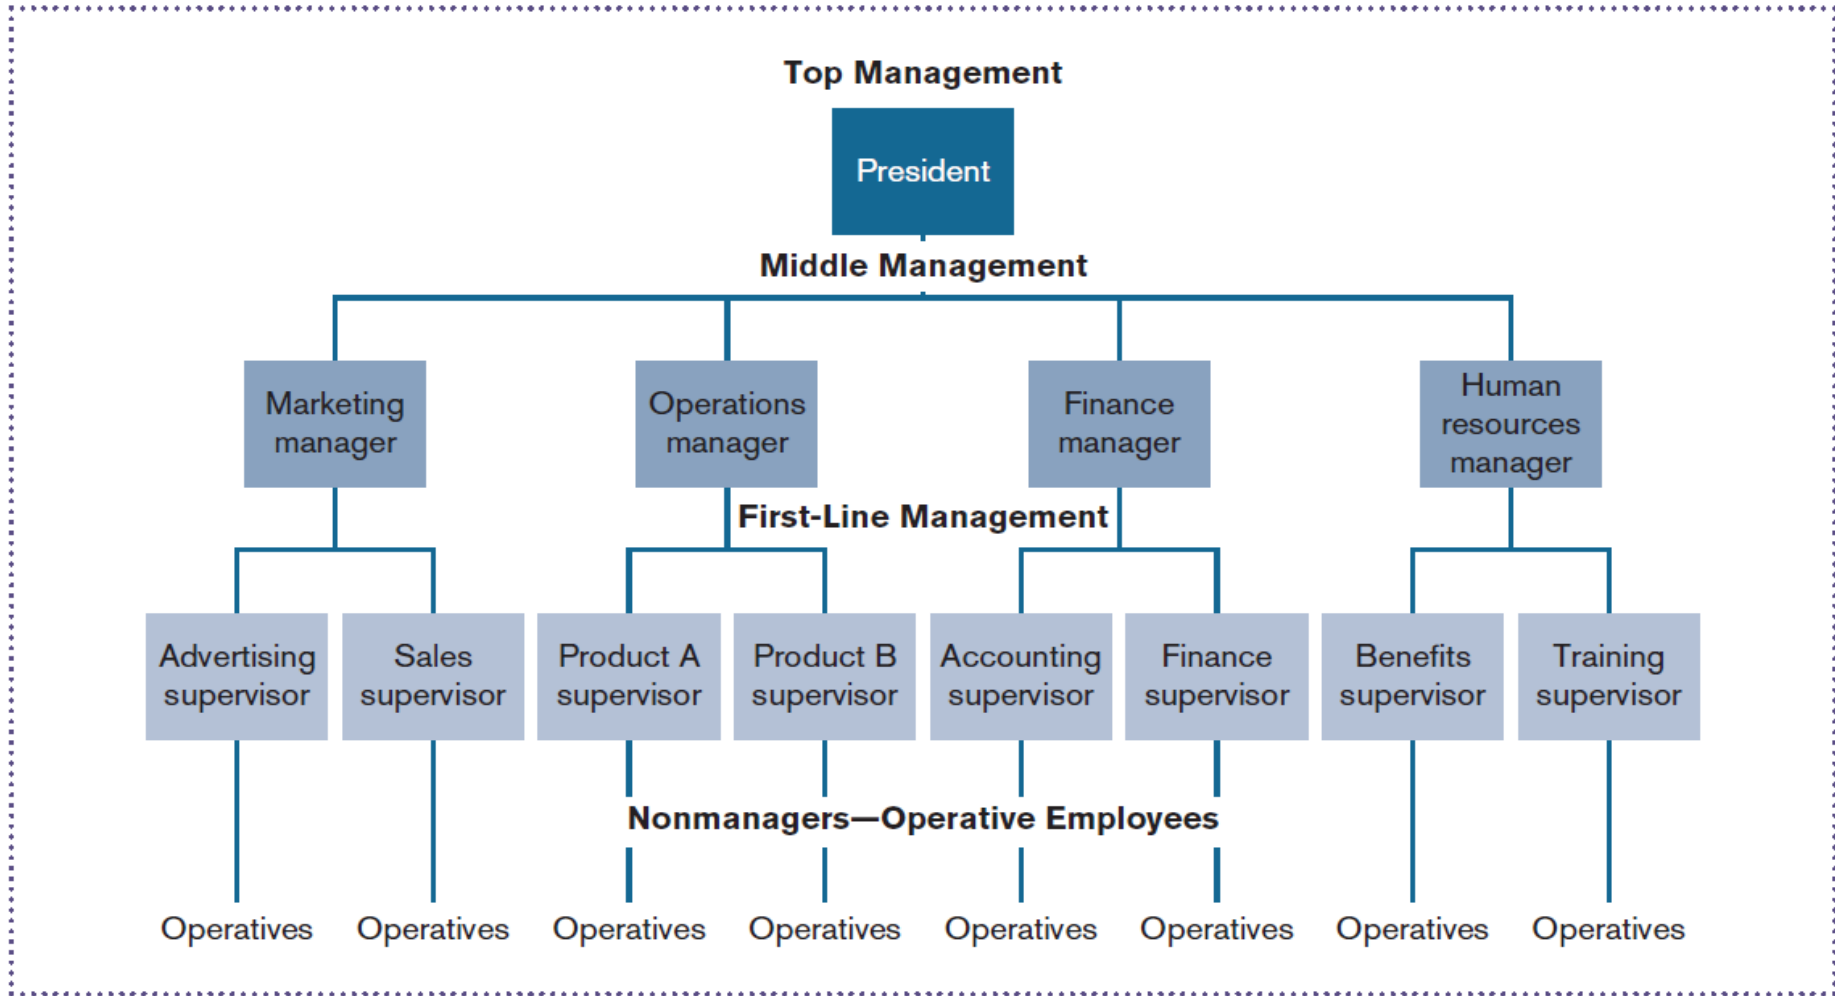 Top Management
President
Middle Management
Marketing
manager
Operations
manager
Finance
manager
Human
resources
manager
First-Line Management
Advertising
supervisor
Sales
supervisor
Product A
supervisor
Product B
supervisor
Accounting
supervisor
Finance
supervisor
Benefits
supervisor
Training
supervisor
Nonmanagers—Operative Employees
Operatives
Operatives
Operatives
Operatives
Operatives
Operatives
Operatives
Operatives